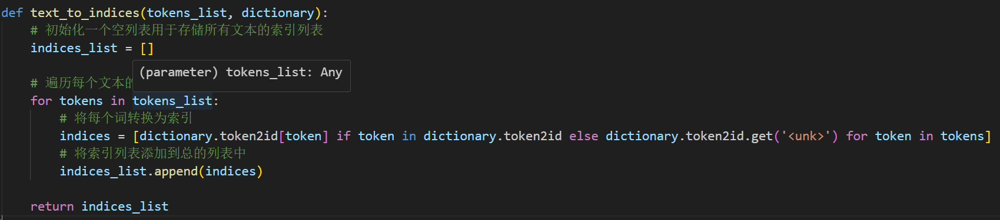 def text_to_indices(tokens_list, dictionary):
    # 初始化一个空列表用于存储所有文本的索引列表
    indices_list = []
(parameter) tokens_list: Any
    # 遍历每个文本的
    for tokens in tokens_list:
        # 将每个词转换为索引
        indices = [dictionary.token2id[token] if token in dictionary.token2id else dictionary.token2id.get('<unk>') for token in tokens]
        # 将索引列表添加到总的列表中
        indices_list.append(indices)
    return indices_list